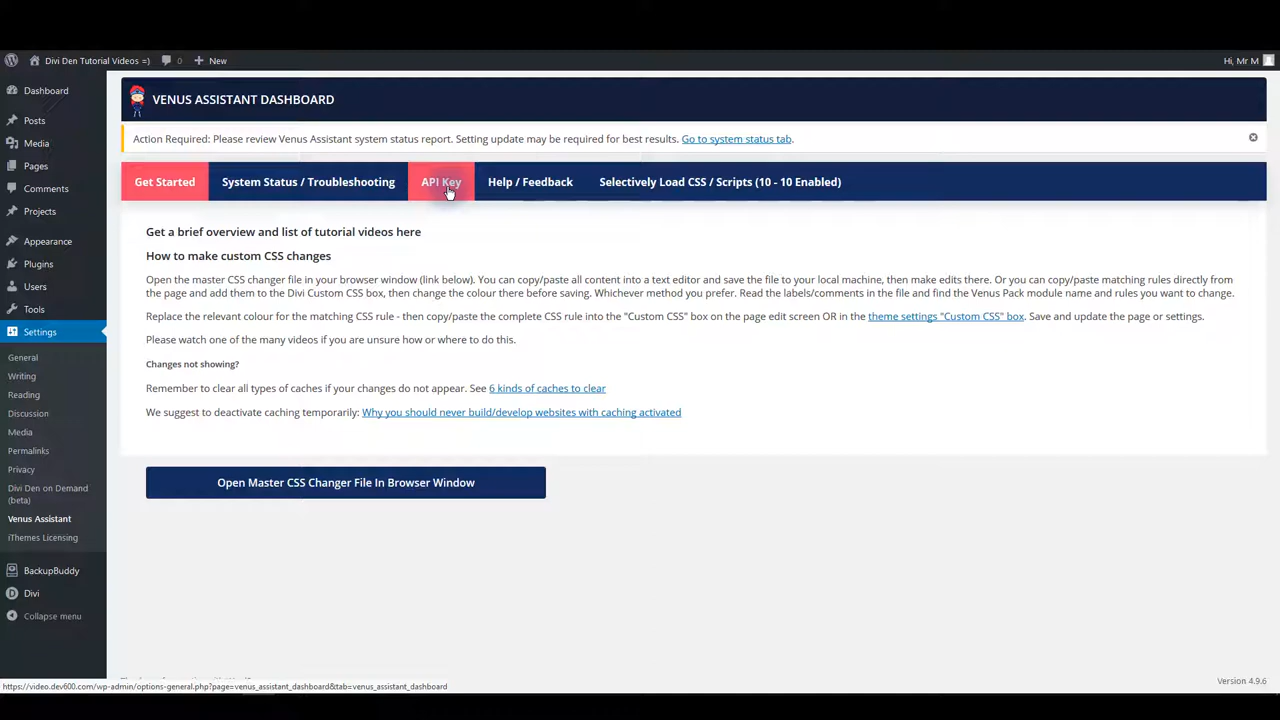 Divi Den Tutorial Videos =)
0
New
Hi, Mr M
Dashboard
Posts
Media
Pages
Comments
Projects
Appearance
Plugins
Users
Tools
Settings
General
Writing
Reading
Discussion
Media
Permalinks
Privacy
Divi Den on Demand
(beta)
Venus Assistant
iThemes Licensing
BackupBuddy
Divi
Collapse menu
VENUS ASSISTANT DASHBOARD
Action Required: Please review Venus Assistant system status report. Setting update may be required for best results. Go to system status tab.
Get Started
System Status / Troubleshooting
API Key
Help / Feedback
Selectively Load CSS / Scripts (10 - 10 Enabled)
Get a brief overview and list of tutorial videos here
How to make custom CSS changes
Open the master CSS changer file in your browser window (link below). You can copy/paste all content into a text editor and save the file to your local machine, then make edits there. Or you can copy/paste matching rules directly from
the page and add them to the Divi Custom CSS box, then change the colour there before saving. Whichever method you prefer. Read the labels/comments in the file and find the Venus Pack module name and rules you want to change.
Replace the relevant colour for the matching CSS rule - then copy/paste the complete CSS rule into the "Custom CSS" box on the page edit screen OR in the theme settings "Custom CSS" box. Save and update the page or settings.
Please watch one of the many videos if you are unsure how or where to do this.
Changes not showing?
Remember to clear all types of caches if your changes do not appear. See 6 kinds of caches to clear
We suggest to deactivate caching temporarily: Why you should never build/develop websites with caching activated
Open Master CSS Changer File In Browser Window
Version 4.9.6
https://video.dev600.com/wp-admin/options-general.php?page=venus_assistant_dashboard&tab=venus_assistant_dashboard